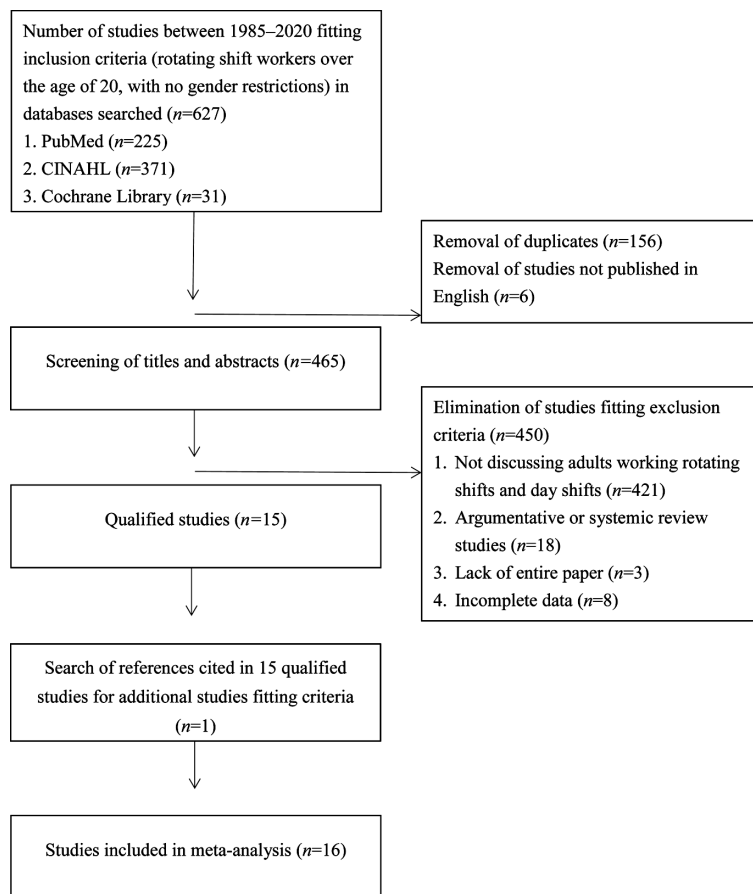 Number of studies between 1985–2020 fitting
inclusion criteria (rotating shift workers over
the age of 20, with no gender restrictions) in
databases searched (n=627)
1. PubMed (n=225)
2. CINAHL (n=371)
3. Cochrane Library (n=31)
Removal of duplicates (n=156)
Removal of studies not published in
English (n=6)
Screening of titles and abstracts (n=465)
Elimination of studies fitting exclusion
criteria (n=450)
1. Not discussing adults working rotating
shifts and day shifts (n=421)
2. Argumentative or systemic review
studies (n=18)
3. Lack of entire paper (n=3)
4. Incomplete data (n=8)
Qualified studies (n=15)
Search of references cited in 15 qualified
studies for additional studies fitting criteria
(n=1)
Studies included in meta-analysis (n=16)